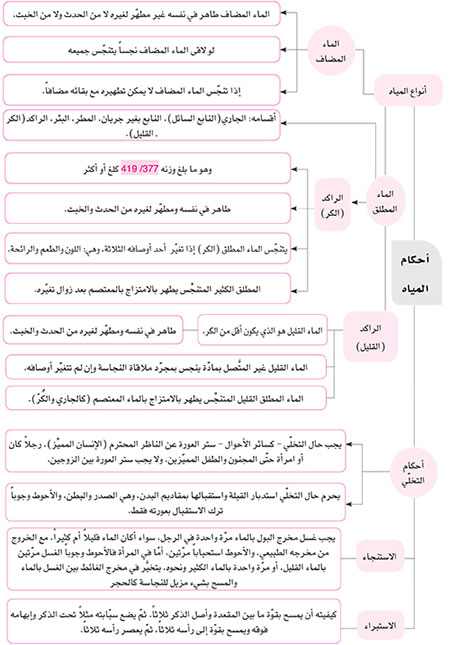 الماء المضاف طاهر في نفسه غير مطهّر لغيره لا من الحدث ولا من الخبث.
الماء
المضاف
لو لاقى الماء المضاف نجساً يتنجّس جميعه
إذا تنجّس الماء المضاف لا يمكن تطهيره مع بقائه مضافاً.
أنواع المياه
أقسامه: الجاري(النابع السائل)، النابع بغير جريان، المطر، البئر، الراكد(الكر
ـ القليل).
الماء
المطلق
وهو ما بلغ وزنه 377/ 419 كلغ أو أكثر
الراكد
(الكر)
طاهر في نفسه ومطهّر لغيره من الحدث والخبث.
يتنجّس الماء المطلق (الكر) إذا تغيّر أحد أوصافه الثلاثة، وهي: اللون والطعم والرائحة.
المطلق الكثير المتنجّس يطهر بالامتزاج بالمعتصم بعد زوال تغيّره.
أحكام
المياه
الراكد
(القليل)
الماء القليل هو الذي يكون أقل من الكر.
طاهر في نفسه ومطهّر لغيره من الحدث والخبث.
الماء القليل غير المتّصل بمادّة ينجس بمجرّد ملاقاة النجاسة وإن لم تتغيّر أوصافه.
الماء المطلق القليل المتنجّس يطهر بالامتزاج بالماء المعتصم (كالجاري والكُرّ).
أحكام
التخلّي
يجب حال التخلّي – كسائر الأحوال – ستر العورة عن الناظر المحترم (الإنسان المميّز)، رجلاً كان
أو امرأة حتّى المجنون والطفل المميّزين، ولا يجب ستر العورة بين الزوجين.
يحرم حال التخلّي استدبار القبلة واستقبالها بمقاديم البدن، وهي الصدر والبطن، والأحوط وجوباً
ترك الاستقبال بعورته فقط.
الاستنجاء
يجب غسل مخرج البول بالماء مرّة واحدة في الرجل، سواء أكان الماء قليلاً أم كثيراً، مع الخروج
من مخرجه الطبيعي، والأحوط استحباباً مرّتين، أمّا في المرأة فالأحوط وجوبا الغسل مرّتين
بالماء القليل، أو مرّة واحدة بالماء الكثير ونحوه. يتخيَّر في مخرج الغائط بين الغسل بالماء
والمسح بشيء مزيل للنجاسة كالحجر
الاستبراء
كيفيته أن يمسح بقوّة ما بين المقعدة وأصل الذكر ثلاثاً، ثمّ يضع سبّابته مثلاً تحت الذكر وإبهامه
فوقه ويمسح بقوّة إلى رأسه ثلاثاً، ثمّ يعصر رأسه ثلاثاً.